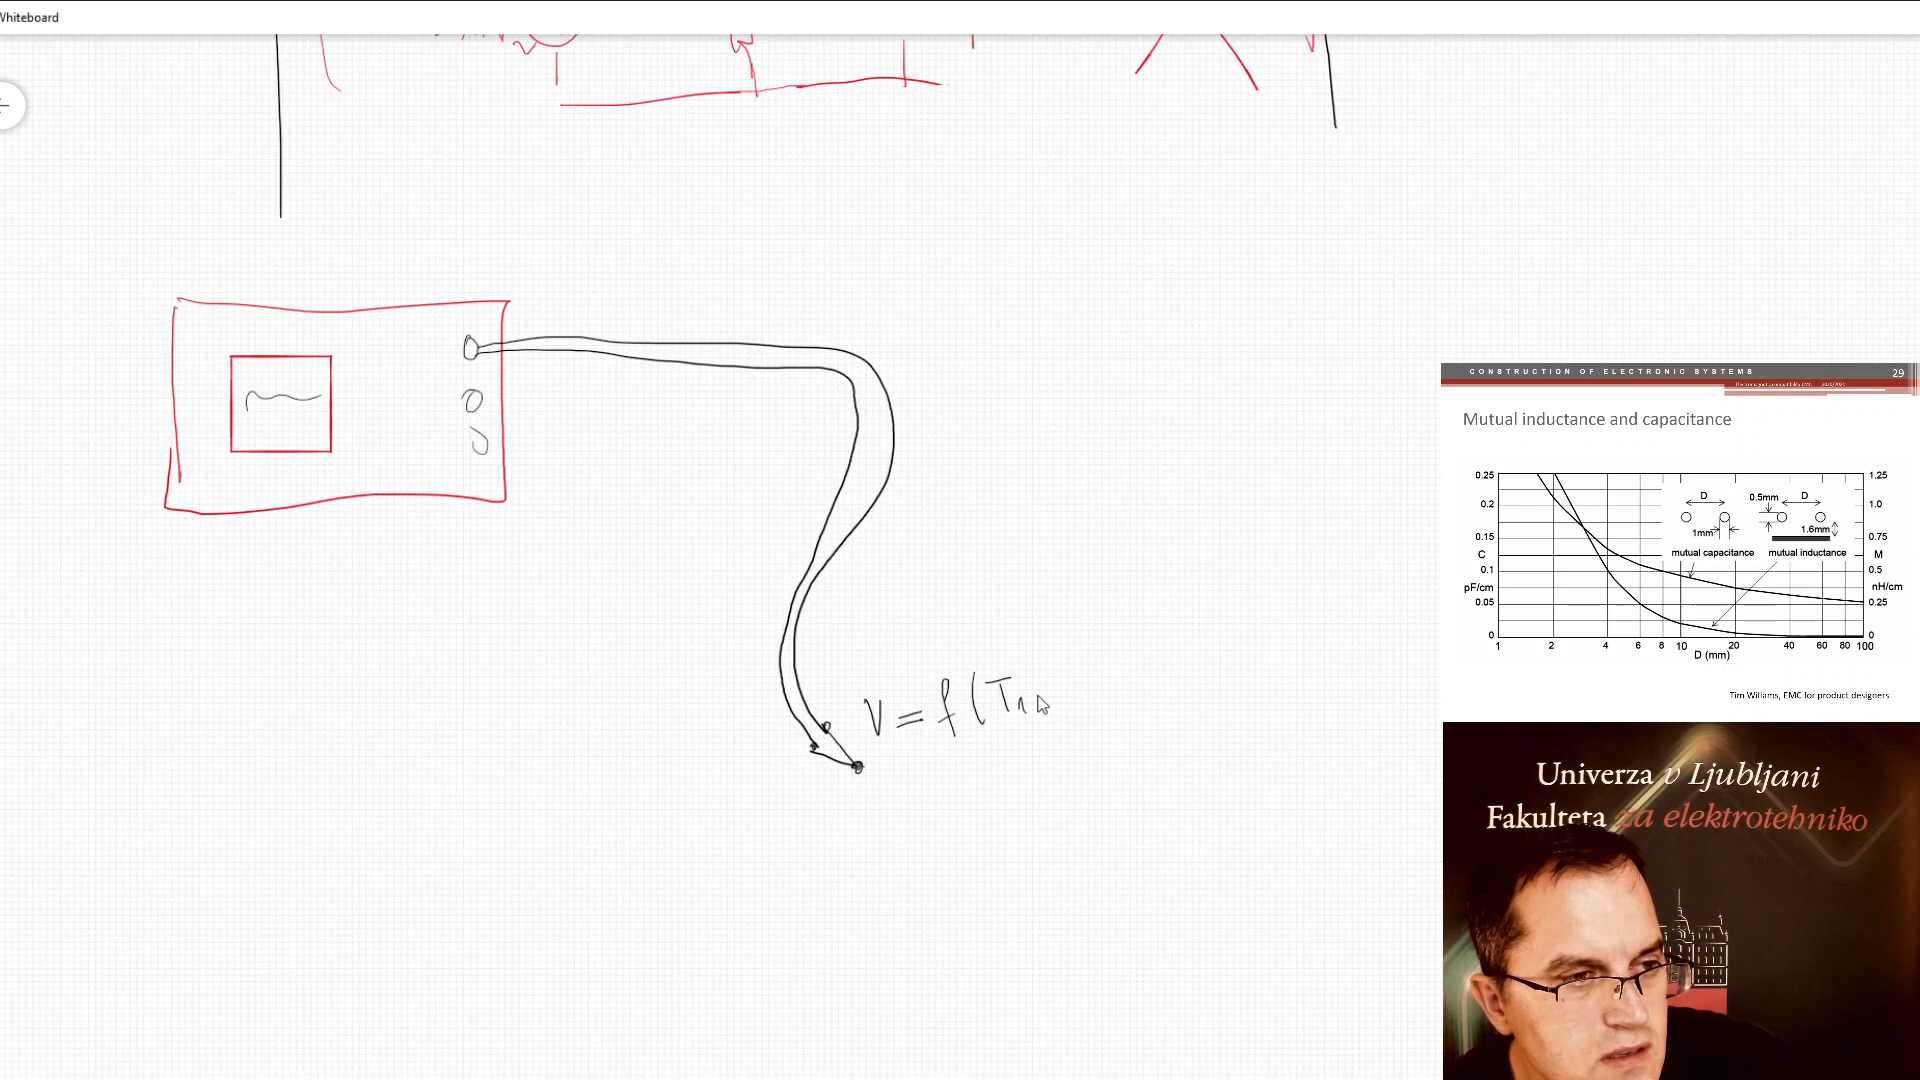 Whiteboard
V = f(T1
CONSTRUCTION OF ELECTRONIC SYSTEMS
29
Mutual inductance and capacitance
0.25
0.2
0.15
C
0.1
pF/cm
0.05
0
1.25
1.0
0.75
M
0.5
nH/cm
0.25
0
D
0.5mm
D
1mm
1.6mm
mutual capacitance
mutual inductance
1 2 4 6 8 10 20 40 60 80 100
D (mm)
Tim Wiliams, EMC for product designers
Univerza v Ljubljani
Fakulteta za elektrotehniko